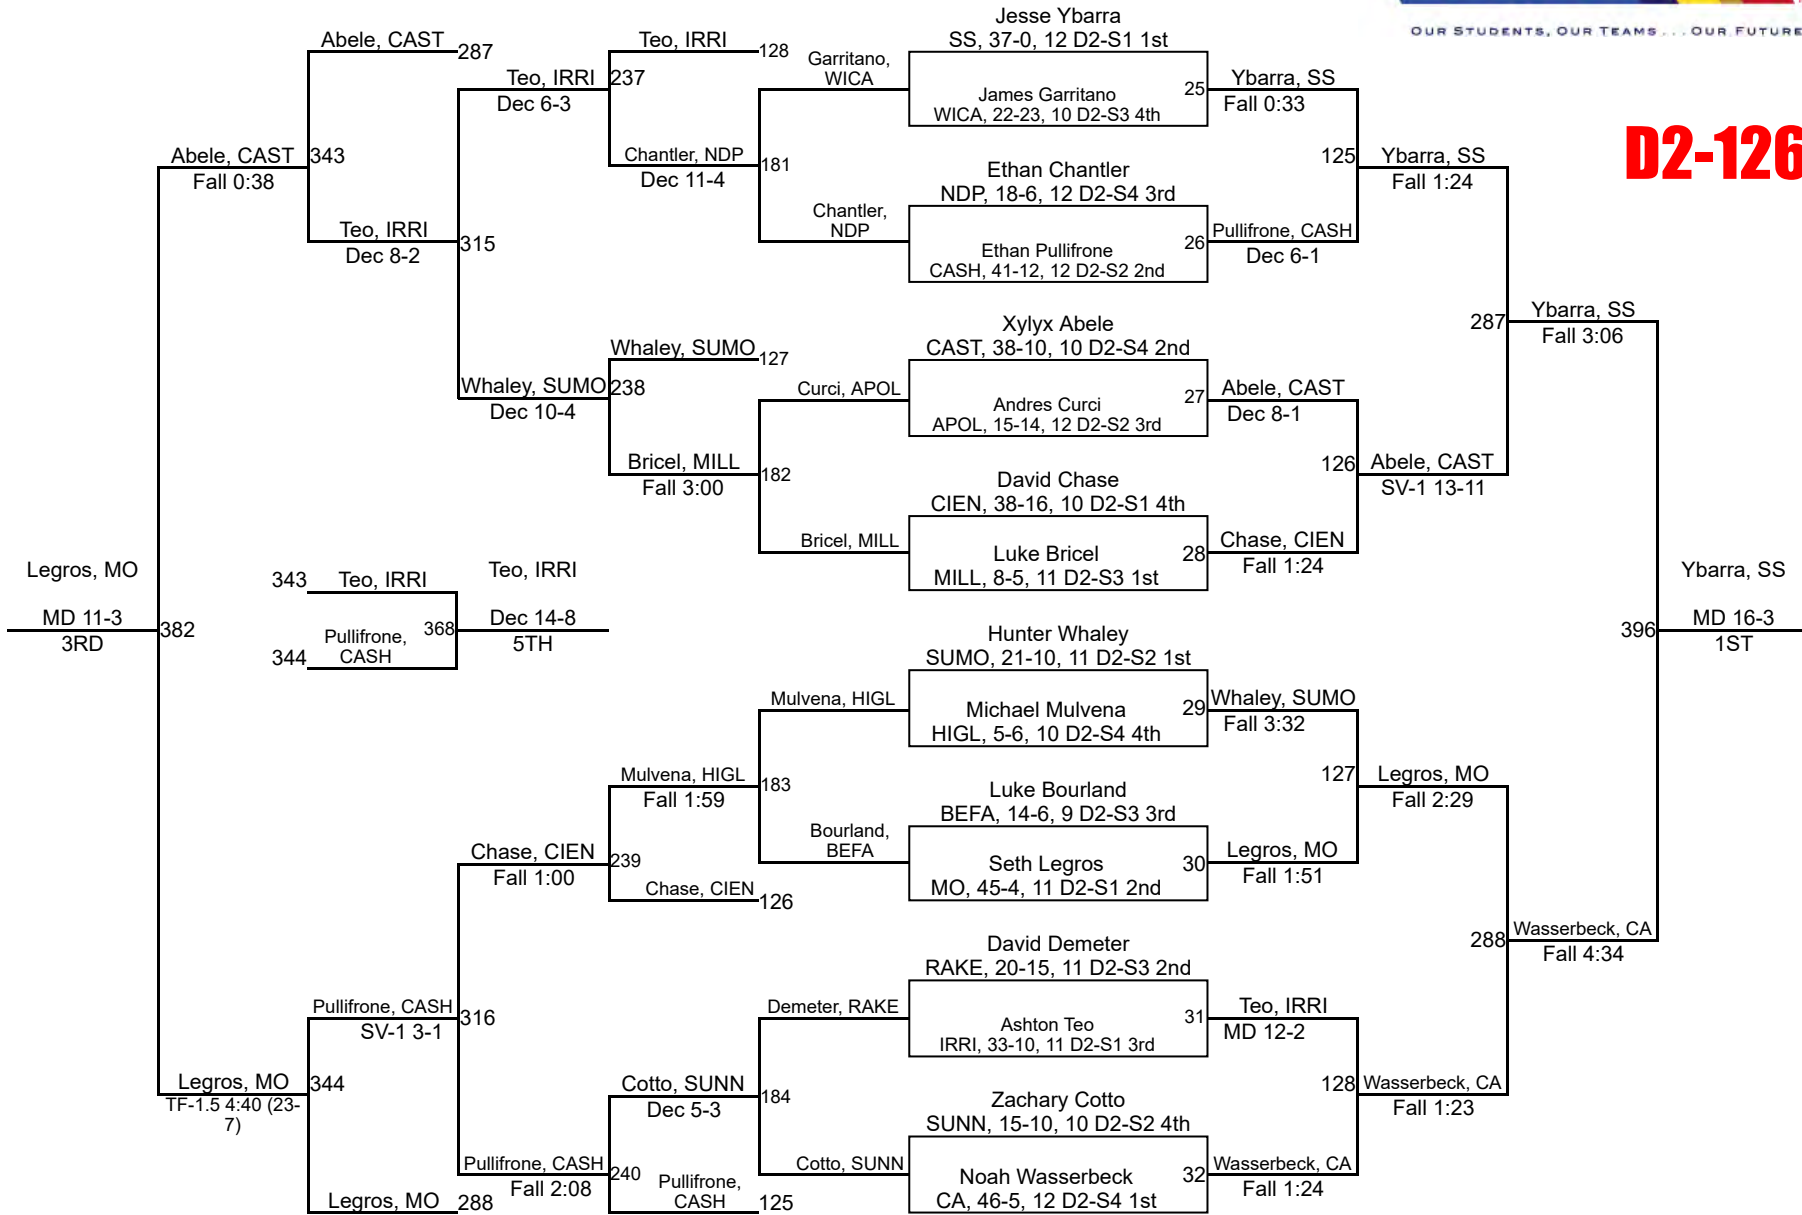 OUR STUDENTS, OUR TEAMS . . . OUR FUTURE
D2-126
Jesse Ybarra
SS, 37-0, 12 D2-S1 1st
James Garritano
WICA, 22-23, 10 D2-S3 4th
25
Ethan Chantler
NDP, 18-6, 12 D2-S4 3rd
Ethan Pullifrone
CASH, 41-12, 12 D2-S2 2nd
26
Xylyx Abele
CAST, 38-10, 10 D2-S4 2nd
Andres Curci
APOL, 15-14, 12 D2-S2 3rd
27
David Chase
CIEN, 38-16, 10 D2-S1 4th
Luke Bricel
MILL, 8-5, 11 D2-S3 1st
28
Hunter Whaley
SUMO, 21-10, 11 D2-S2 1st
Michael Mulvena
HIGL, 5-6, 10 D2-S4 4th
29
Luke Bourland
BEFA, 14-6, 9 D2-S3 3rd
Seth Legros
MO, 45-4, 11 D2-S1 2nd
30
David Demeter
RAKE, 20-15, 11 D2-S3 2nd
Ashton Teo
IRRI, 33-10, 11 D2-S1 3rd
31
Zachary Cotto
SUNN, 15-10, 10 D2-S2 4th
Noah Wasserbeck
CA, 46-5, 12 D2-S4 1st
32
Ybarra, SS
Fall 0:33
125
Pullifrone, CASH
Dec 6-1
Abele, CAST
Dec 8-1
126
Chase, CIEN
Fall 1:24
Whaley, SUMO
Fall 3:32
127
Legros, MO
Fall 1:51
Teo, IRRI
MD 12-2
128
Wasserbeck, CA
Fall 1:24
Ybarra, SS
Fall 1:24
287
Abele, CAST
SV-1 13-11
Legros, MO
Fall 2:29
288
Wasserbeck, CA
Fall 1:23
Ybarra, SS
Fall 3:06
396
Wasserbeck, CA
Fall 4:34
Ybarra, SS
MD 16-3
1ST
Garritano,
WICA
181
Chantler,
NDP
Curci, APOL
182
Bricel, MILL
Mulvena, HIGL
183
Bourland,
BEFA
Demeter, RAKE
184
Cotto, SUNN
Teo, IRRI
128
237
Chantler, NDP
Dec 11-4
Whaley, SUMO
127
238
Bricel, MILL
Fall 3:00
Mulvena, HIGL
Fall 1:59
239
Chase, CIEN
126
Cotto, SUNN
Dec 5-3
240
Pullifrone,
CASH
125
Teo, IRRI
Dec 6-3
315
Whaley, SUMO
Dec 10-4
Chase, CIEN
Fall 1:00
316
Pullifrone, CASH
Fall 2:08
Abele, CAST
287
343
Teo, IRRI
Dec 8-2
Pullifrone, CASH
SV-1 3-1
344
Legros, MO
288
Abele, CAST
Fall 0:38
382
Legros, MO
TF-1.5 4:40 (23-
7)
Legros, MO
MD 11-3
3RD
343
Teo, IRRI
344
Pullifrone,
CASH
368
Teo, IRRI
Dec 14-8
5TH